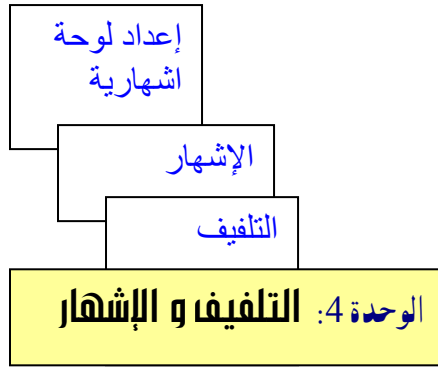 إعداد لوحة
اشهارية
الإشهار
التلفيف
الوحدة 4: التلفيف و الإشهار